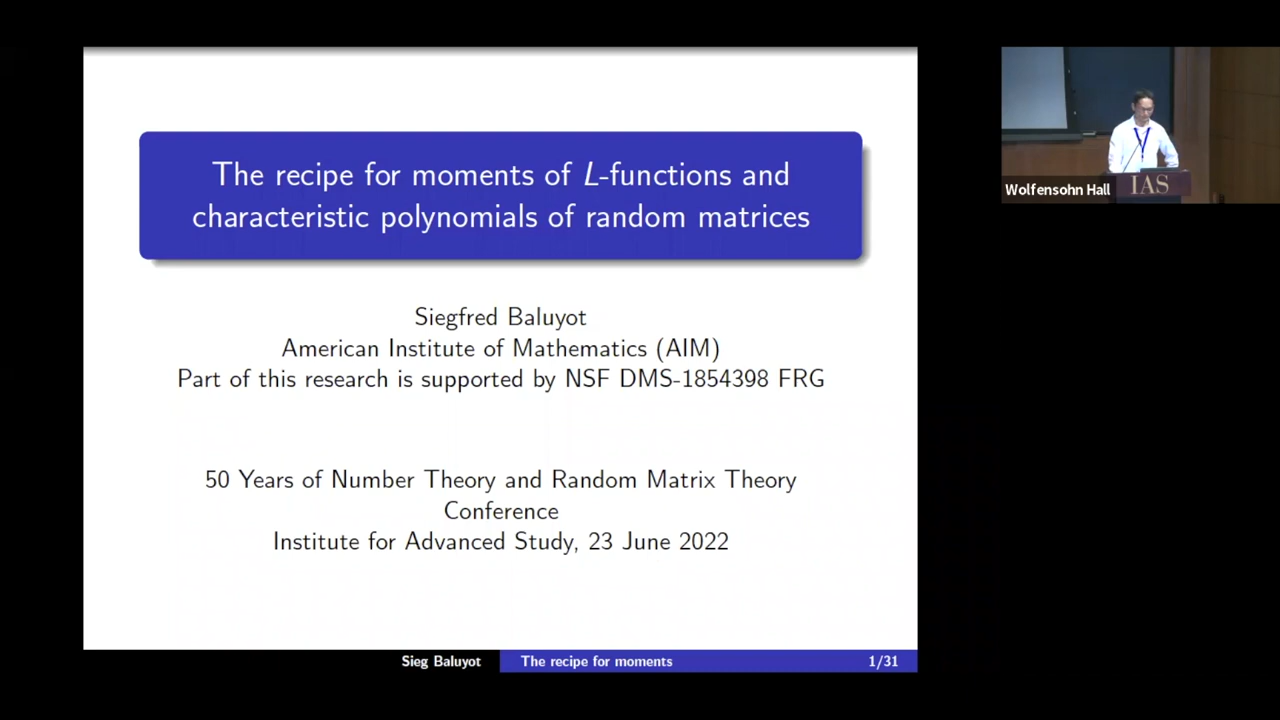 The recipe for moments of L-functions and
characteristic polynomials of random matrices
Siegfred Baluyot
American Institute of Mathematics (AIM)
Part of this research is supported by NSF DMS-1854398 FRG
50 Years of Number Theory and Random Matrix Theory
Conference
Institute for Advanced Study, 23 June 2022
Sieg Baluyot
The recipe for moments
1/31
Wolfensohn Hall
IAS